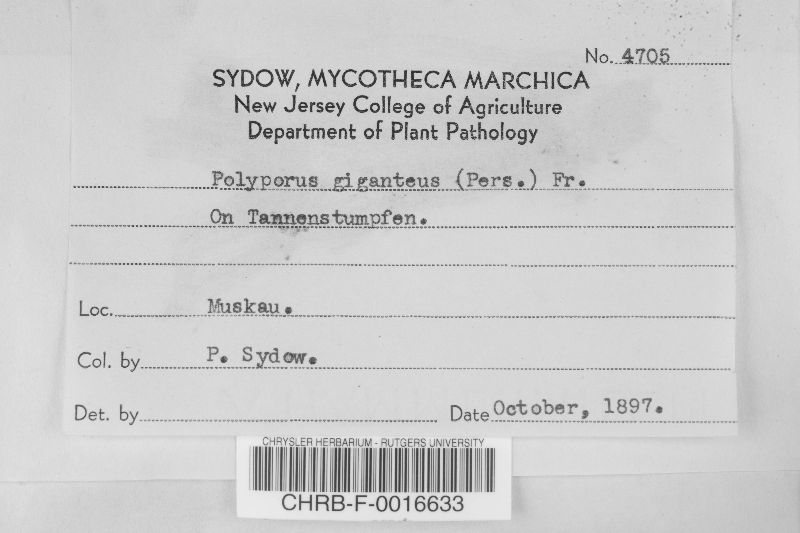 No. 4705
SYDOW, MYCOTHECA MARCHICA
New Jersey College of Agriculture
Department of Plant Pathology
Polyporus giganteus (Pers.) Fr.
On Tannenstumpfen.
Loc. Muskau.
Col. by P. Sydow.
Det. by
Date October, 1897.
CHRYSLER HERBARIUM - RUTGERS UNIVERSITY
CHRB-F-0016633